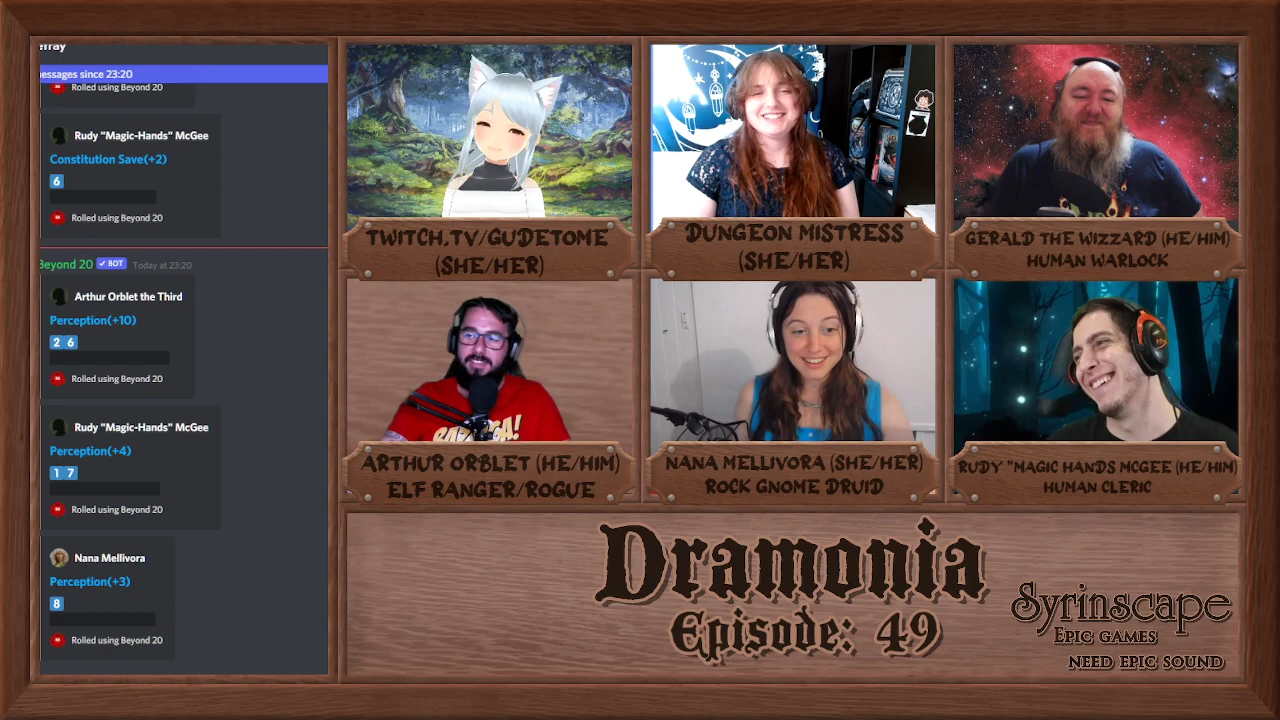 essages since 23:20
Rolled using Beyond 20
Rudy "Magic-Hands" McGee
Constitution Save(+2)
6
Rolled using Beyond 20
Beyond 20 ✓ BOT Today at 23:20
Arthur Orblet the Third
Perception(+10)
2 6
Rolled using Beyond 20
Rudy "Magic-Hands" McGee
Perception(+4)
1 7
Rolled using Beyond 20
Nana Mellivora
Perception(+3)
8
Rolled using Beyond 20
TWITCH.TV/GUDETOME
(SHE/HER)
DUNGEON MISTRESS
(SHE/HER)
GERALD THE WIZZARD (HE/HIM)
HUMAN WARLOCK
ARTHUR ORBLET (HE/HIM)
ELF RANGER/ROGUE
NANA MELLIVORA (SHE/HER)
ROCK GNOME DRUID
RUDY "MAGIC HANDS MCGEE (HE/HIM)
HUMAN CLERIC
Dramonia
Episode: 49
Syrinscape
EPIC GAMES
NEED EPIC SOUND